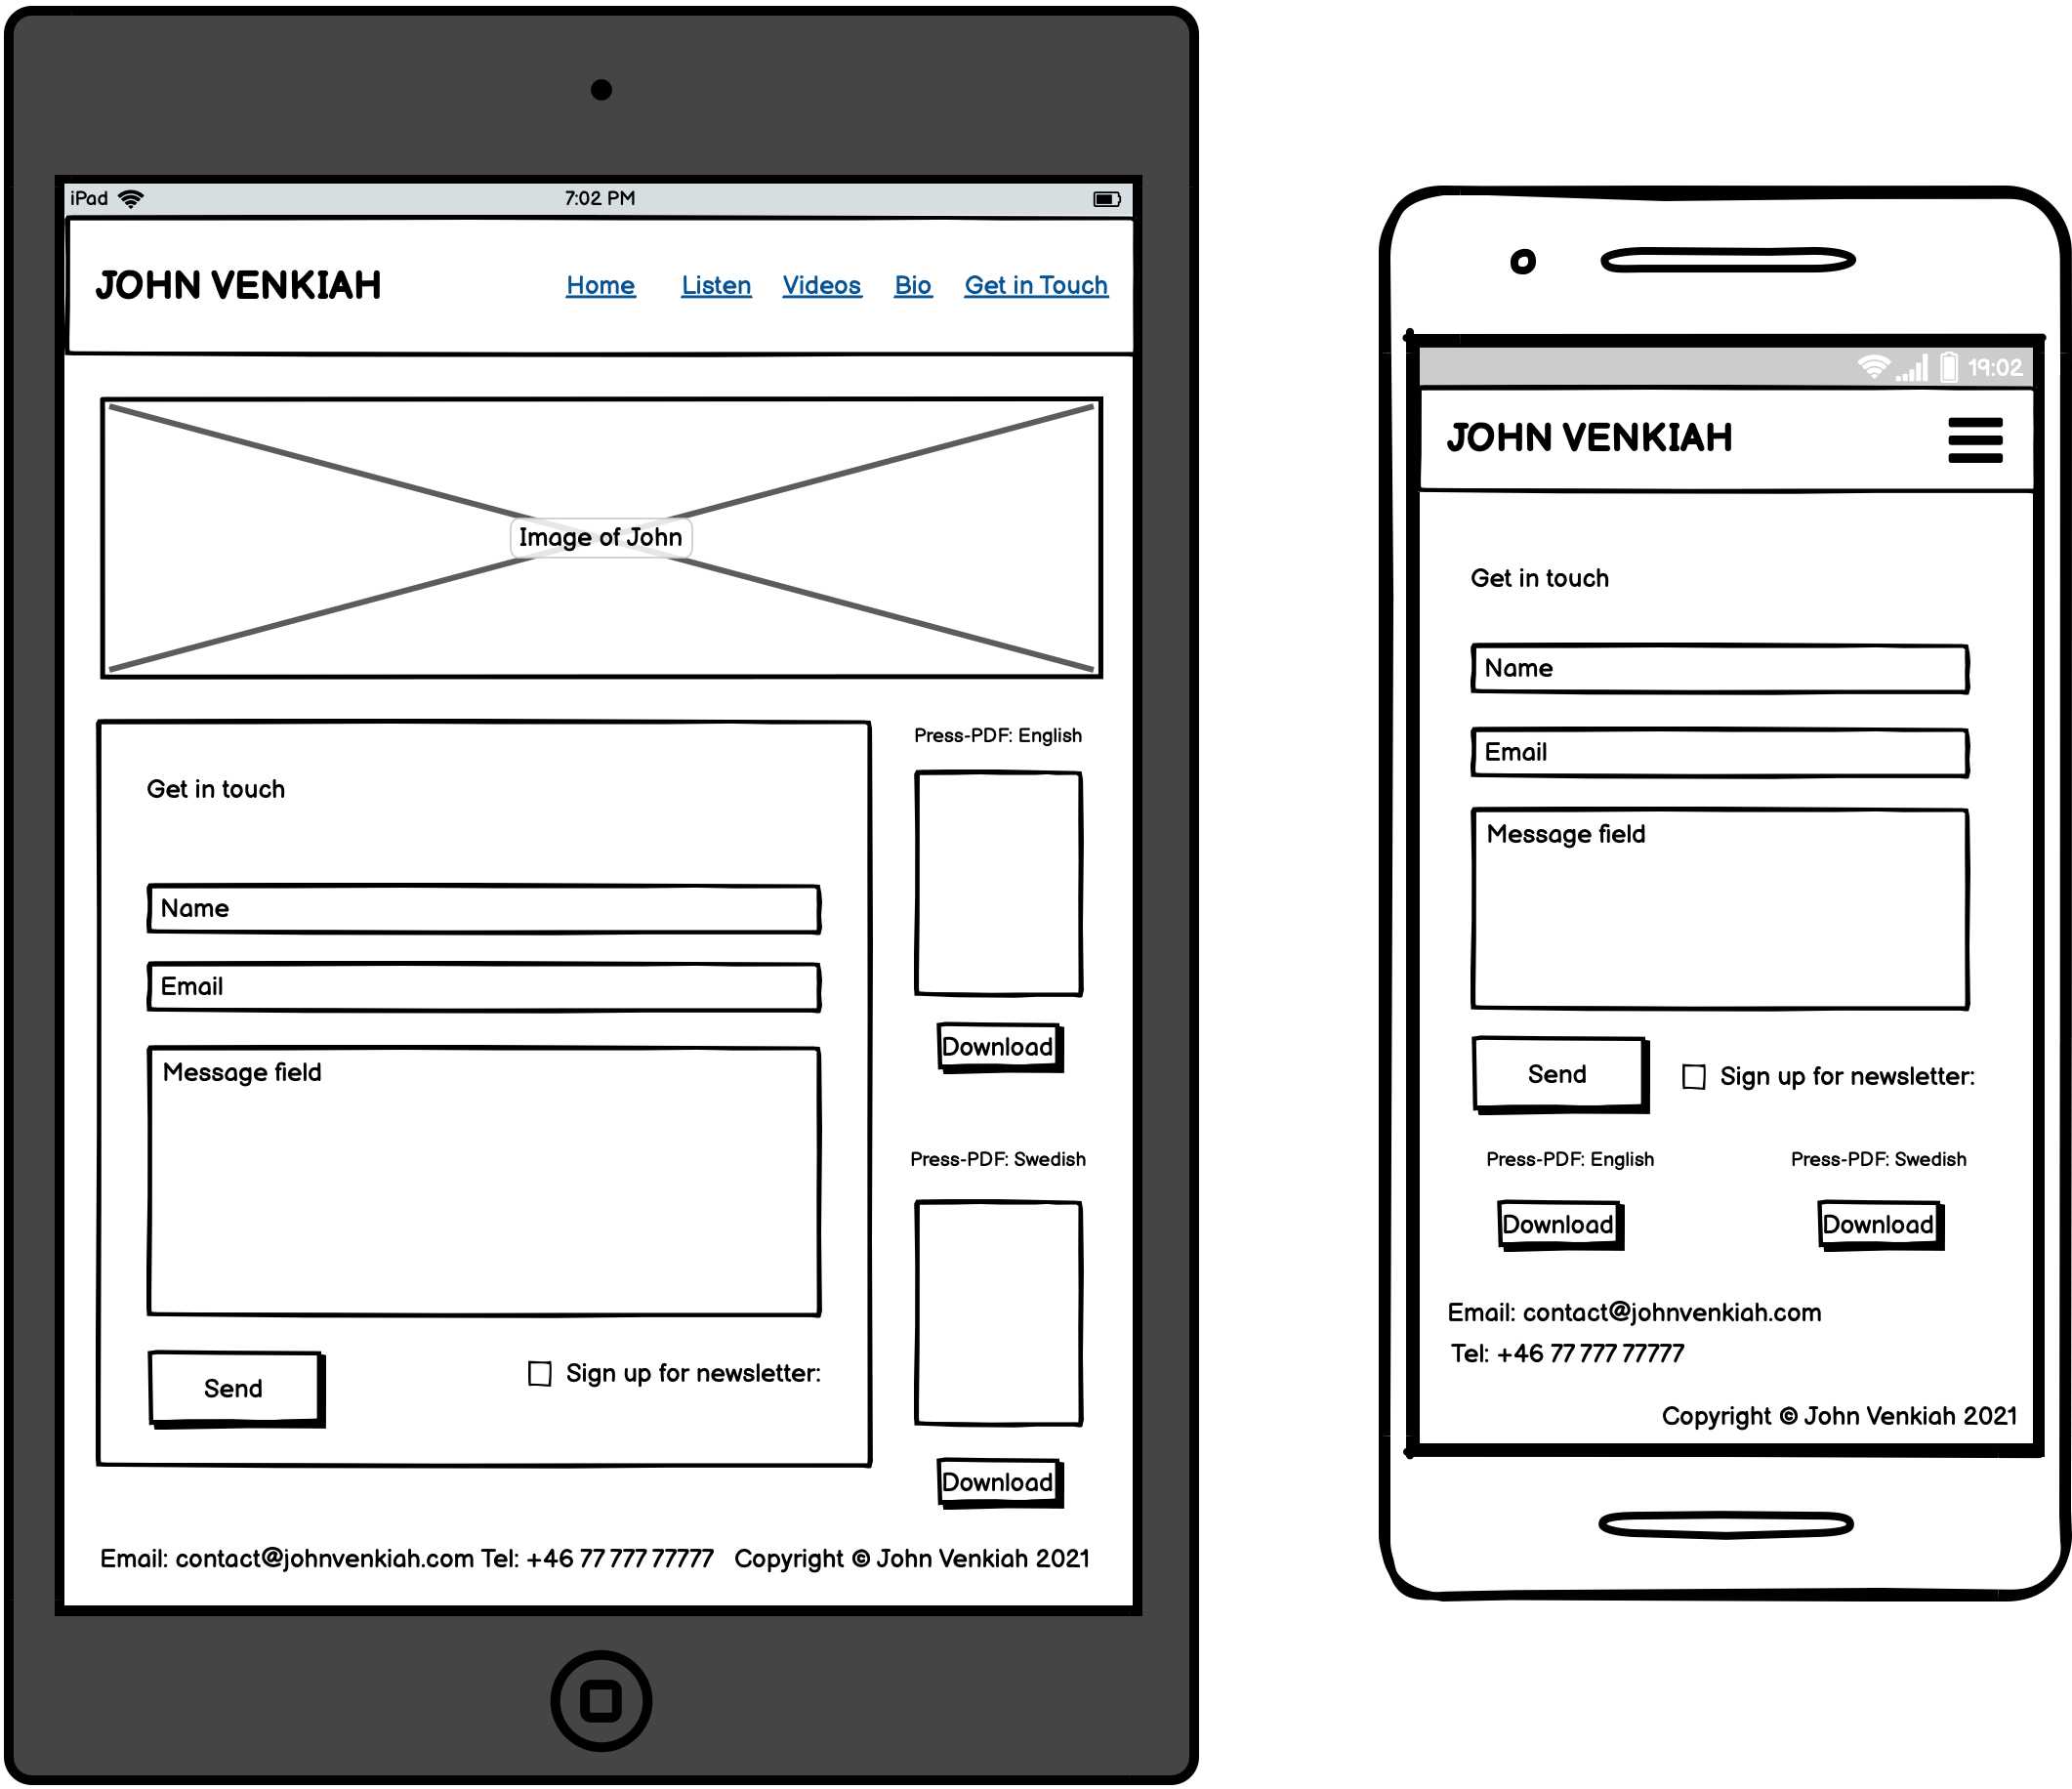 iPad
7:02 PM
JOHN VENKIAH
Home Listen Videos Bio Get in Touch
Image of John
Get in touch
Name
Email
Message field
Send
Sign up for newsletter:
Press-PDF: English
Download
Press-PDF: Swedish
Download
Email: contact@johnvenkiah.com Tel: +46 77 777 77777 Copyright © John Venkiah 2021
19:02
JOHN VENKIAH
Get in touch
Name
Email
Message field
Send
Sign up for newsletter:
Press-PDF: English
Press-PDF: Swedish
Download
Download
Email: contact@johnvenkiah.com
Tel: +46 77 777 77777
Copyright © John Venkiah 2021